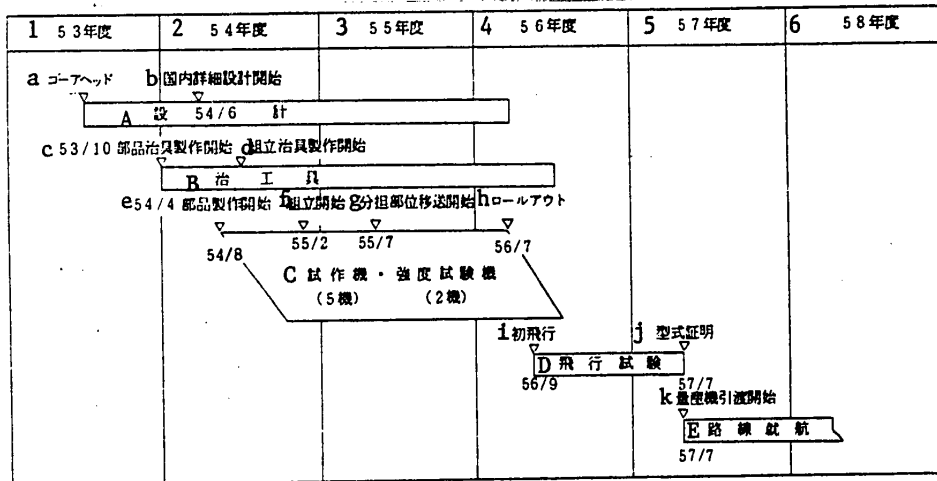 1 53年度 2 54年度 3 55年度 4 56年度 5 57年度 6 58年度
a ゴーアヘッド b 国内詳細設計開始
A 設 54/6 計
c 53/10 部品治具製作開始 d 組立治具製作開始
B 治 工 具
e 54/4 部品製作開始 f 組立開始 g 分担部位移送開始 h ロールアウト
54/8 55/2 55/7 56/7
C 試作機・強度試験機
(5機) (2機)
i 初飛行 j 型式証明
D 飛 行 試 験
56/9 57/7
k 量産機引渡開始
E 路 線 就 航
57/7